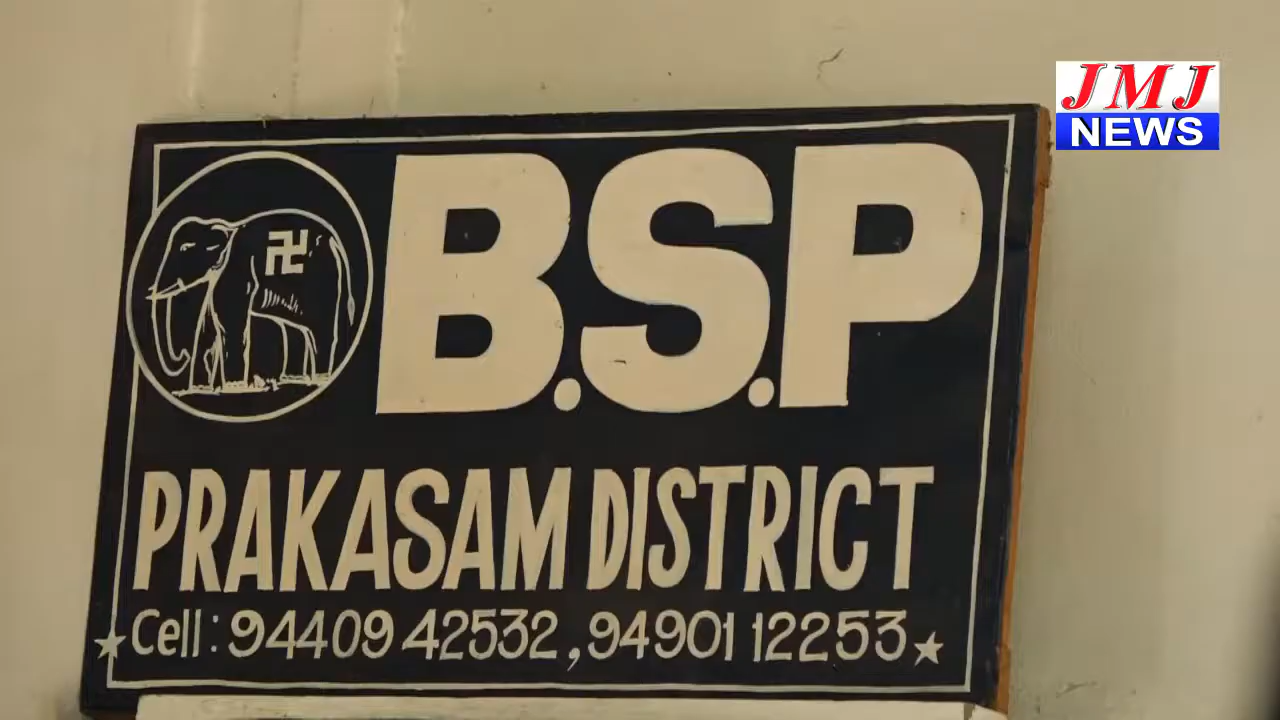 JMJ
NEWS
B.S.P
PRAKASAM DISTRICT
★Cell: 94409 42532, 94901 12253★